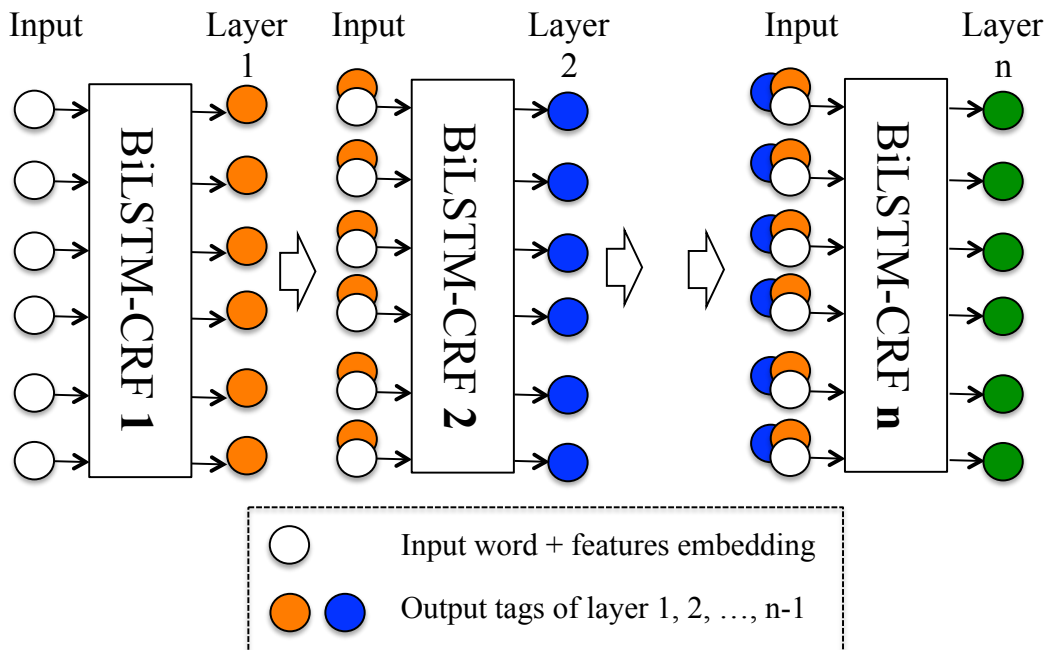 Input
Layer
1
Input
Layer
2
Input
Layer
n
BiLSTM-CRF 1
BiLSTM-CRF 2
BiLSTM-CRF n
Input word + features embedding
Output tags of layer 1, 2, …, n-1